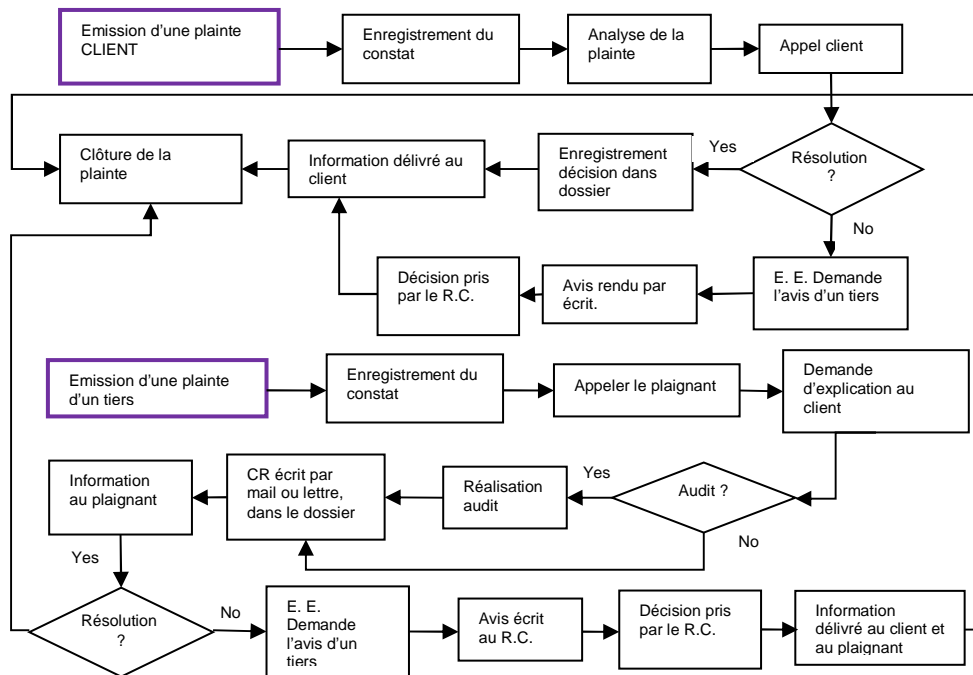 Emission d'une plainte
CLIENT
Enregistrement du
constat
Analyse de la
plainte
Appel client
Clôture de la
plainte
Information délivré au
client
Enregistrement
décision dans
dossier
Yes
Résolution
?
No
Décision pris
par le R.C.
Avis rendu par
écrit.
E. E. Demande
l'avis d'un tiers
Emission d'une plainte
d'un tiers
Enregistrement du
constat
Appeler le plaignant
Demande
d'explication au
client
Information
au plaignant
CR écrit par
mail ou lettre,
dans le dossier
Réalisation
audit
Yes
Audit ?
No
Yes
Résolution
?
No
E. E.
Demande
l'avis d'un
tiers
Avis écrit
au R.C.
Décision pris
par le R.C.
Information
délivré au client et
au plaignant